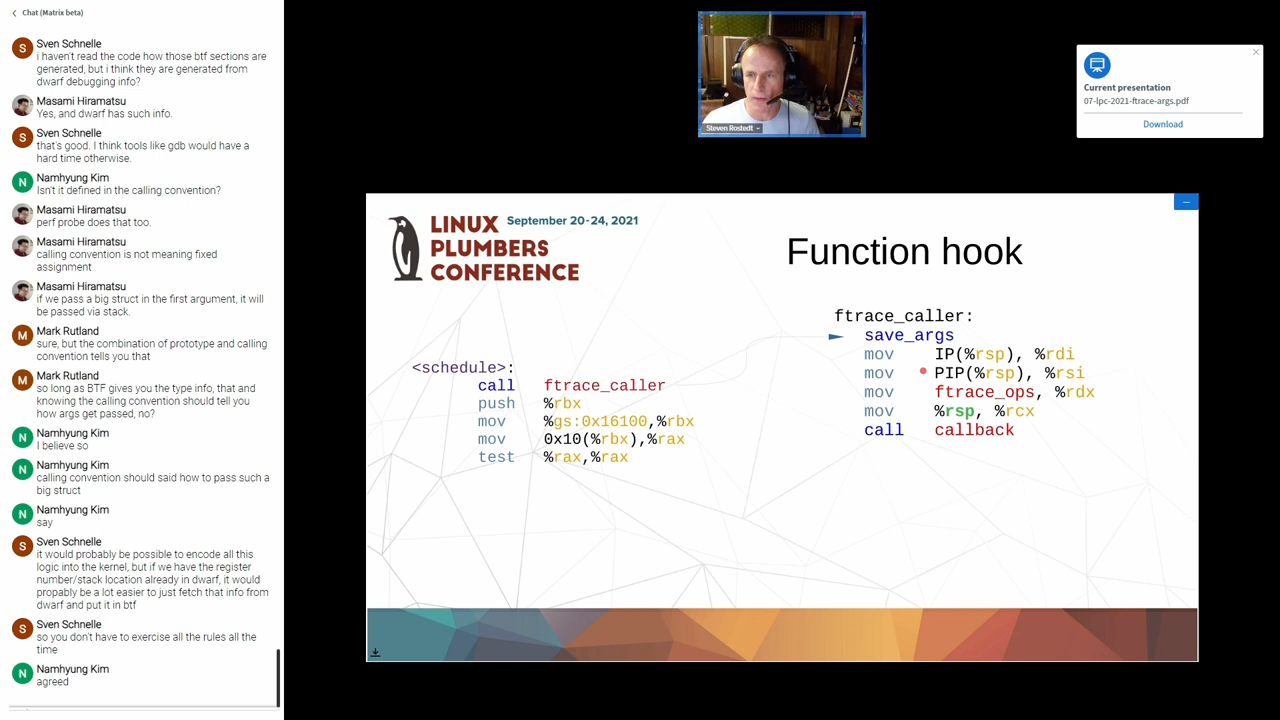 Chat (Matrix beta)
Sven Schnelle
i haven't read the code how those btf sections are
generated, but i think they are generated from
dwarf debugging info?
Masami Hiramatsu
Yes, and dwarf has such info.
Sven Schnelle
that's good. I think tools like gdb would have a
hard time otherwise.
Namhyung Kim
Isn't it defined in the calling convention?
Masami Hiramatsu
perf probe does that too.
Masami Hiramatsu
calling convention is not meaning fixed
assignment
Masami Hiramatsu
if we pass a big struct in the first argument, it will
be passed via stack.
Mark Rutland
sure, but the combination of prototype and calling
convention tells you that
Mark Rutland
so long as BTF gives you the type info, that and
knowing the calling convention should tell you
how args get passed, no?
Namhyung Kim
I believe so
Namhyung Kim
calling convention should said how to pass such a
big struct
Namhyung Kim
say
Sven Schnelle
it would probably be possible to encode all this
logic into the kernel, but if we have the register
number/stack location already in dwarf, it would
propably be a lot easier to just fetch that info from
dwarf and put it in btf
Sven Schnelle
so you don't have to exercise all the rules all the
time
Namhyung Kim
agreed
S
S
N
M
M
N
N
N
S
S
N
Steven Rostedt
Current presentation
07-lpc-2021-ftrace-args.pdf
Download
LINUX September 20-24, 2021
PLUMBERS
CONFERENCE
Function hook
<schedule>:
call ftrace_caller
push %rbx
mov %gs:0x16100,%rbx
mov 0x10(%rbx),%rax
test %rax,%rax
ftrace_caller:
save_args
mov IP(%rsp), %rdi
mov PIP(%rsp), %rsi
mov ftrace_ops, %rdx
mov %rsp, %rcx
call callback